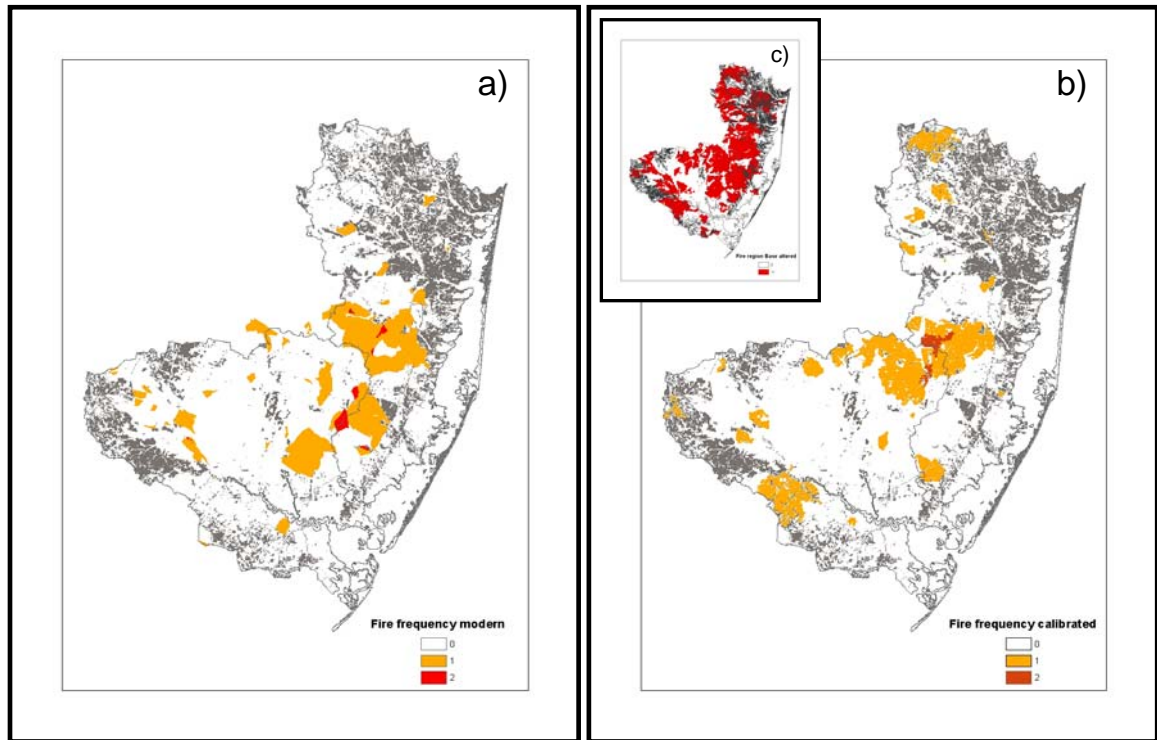 a)
Fire frequency modern
0
1
2
c)
Fire region Base altered
b)
Fire frequency calibrated
0
1
2